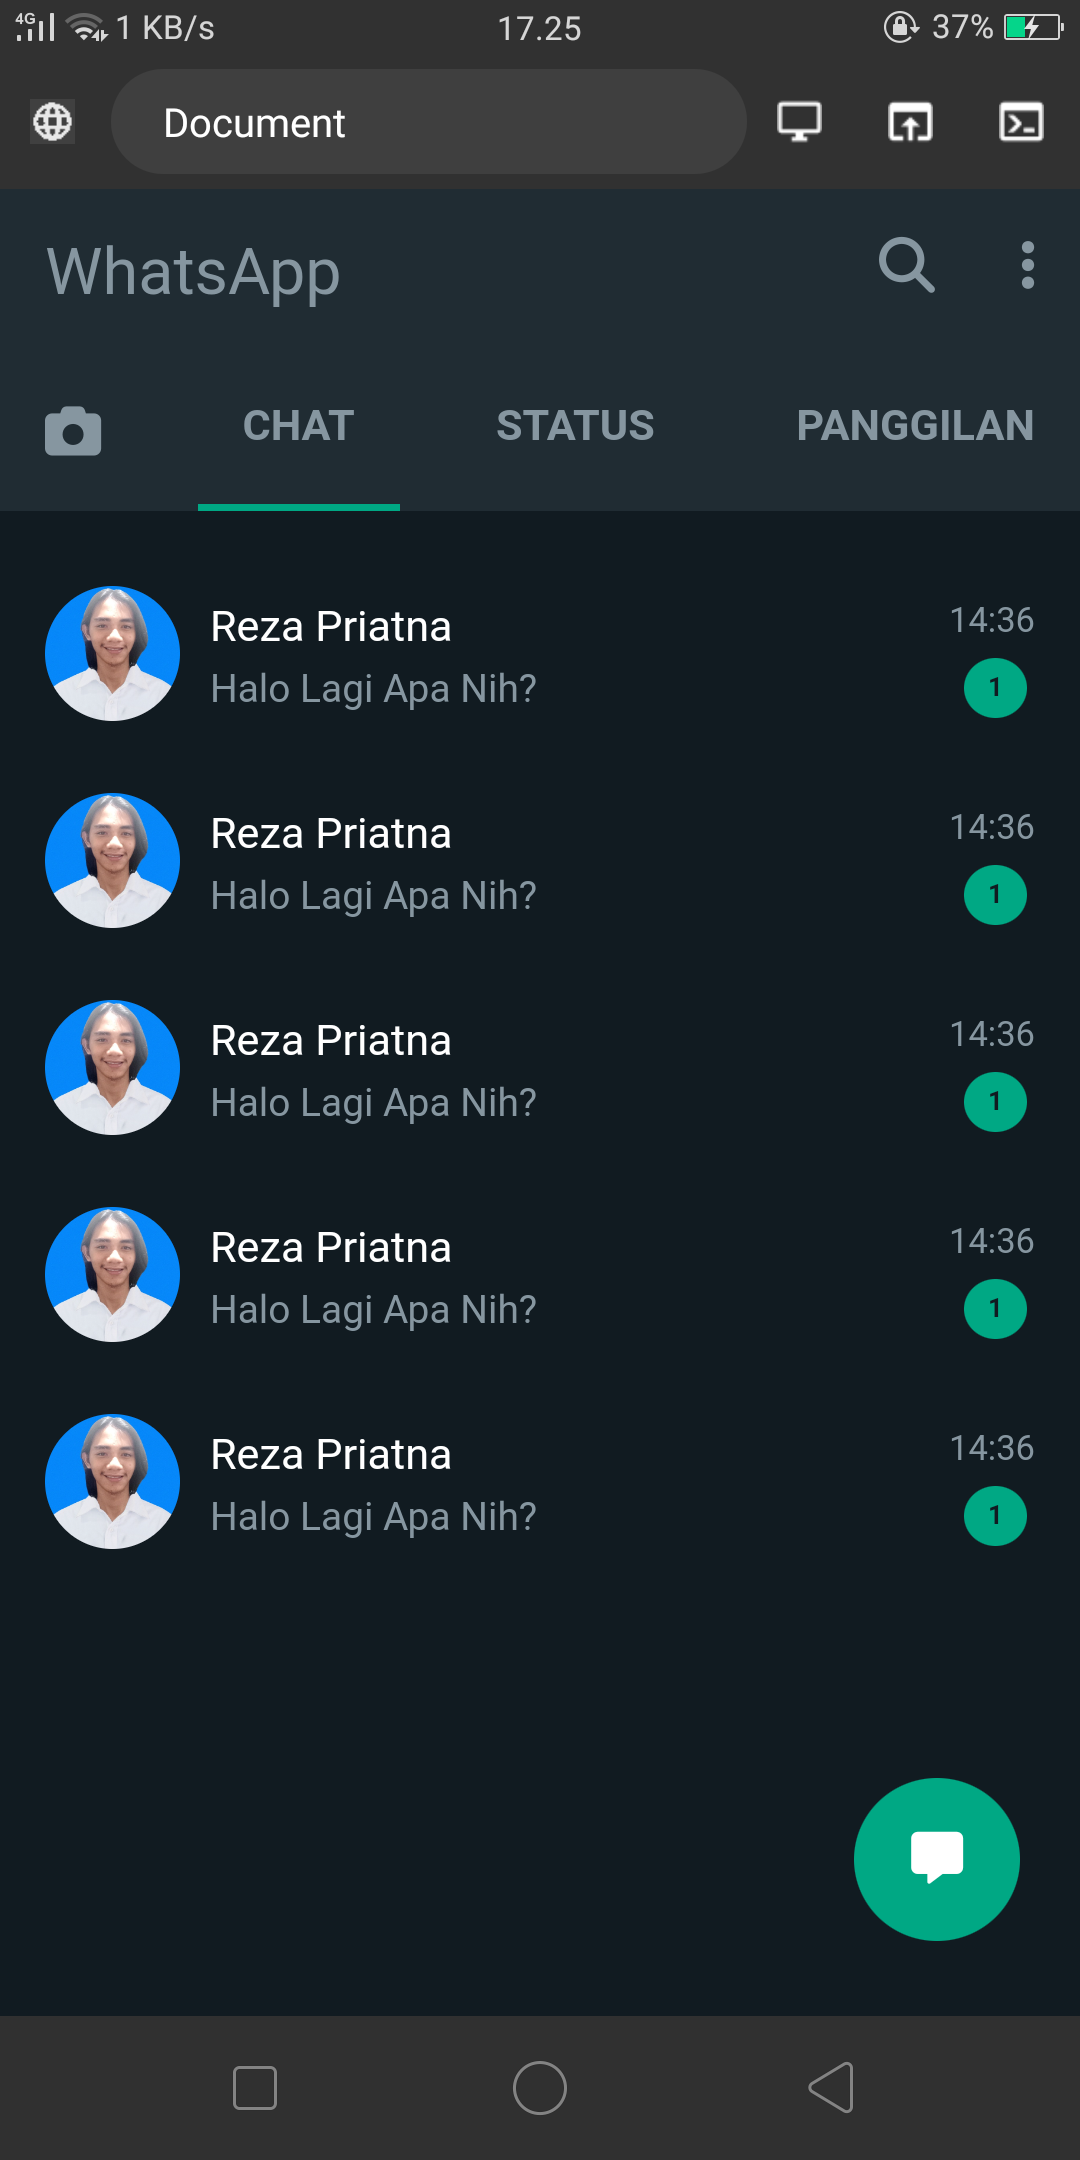 4G 1 KB/s 17.25 37%
Document
WhatsApp
CHAT STATUS PANGGILAN
Reza Priatna 14:36
Halo Lagi Apa Nih? 1
Reza Priatna 14:36
Halo Lagi Apa Nih? 1
Reza Priatna 14:36
Halo Lagi Apa Nih? 1
Reza Priatna 14:36
Halo Lagi Apa Nih? 1
Reza Priatna 14:36
Halo Lagi Apa Nih? 1